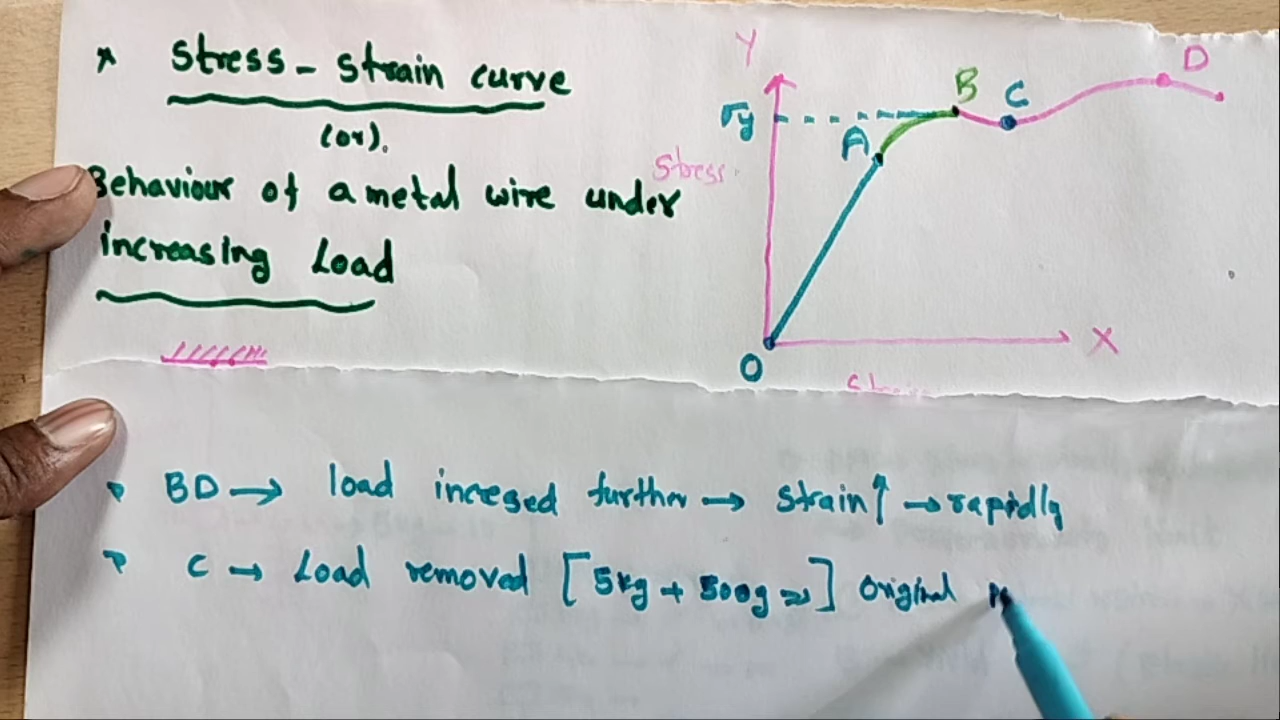 * Stress - Strain curve
(or).
Behaviour of a metal wire under
increasing Load
Y
σy
Stress
A
B
C
D
O
X
BD → load incresed further → Strain↑ → rapidly
C → Load removed [5kg + 500g ≈] Original